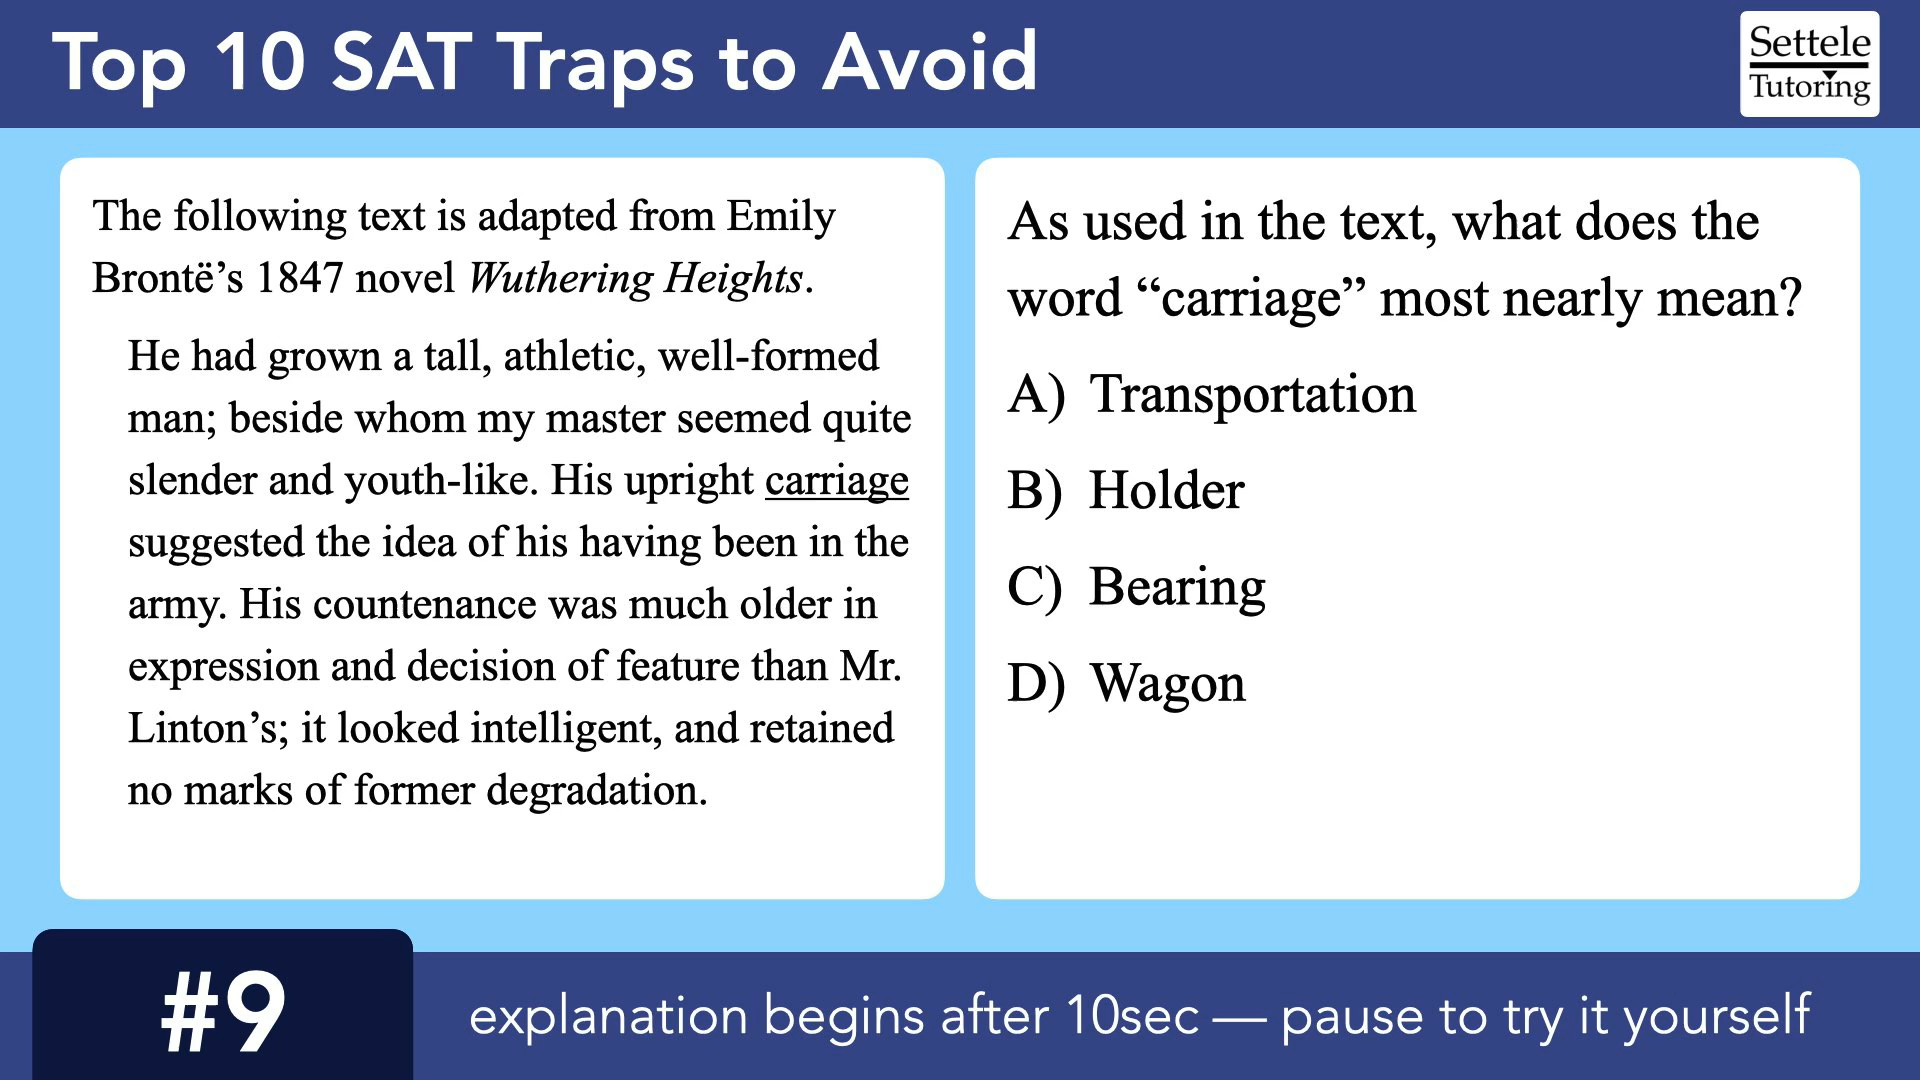 Top 10 SAT Traps to Avoid
Settele
Tutoring
The following text is adapted from Emily
Brontë’s 1847 novel Wuthering Heights.
He had grown a tall, athletic, well-formed
man; beside whom my master seemed quite
slender and youth-like. His upright carriage
suggested the idea of his having been in the
army. His countenance was much older in
expression and decision of feature than Mr.
Linton’s; it looked intelligent, and retained
no marks of former degradation.
As used in the text, what does the
word “carriage” most nearly mean?
A) Transportation
B) Holder
C) Bearing
D) Wagon
#9
explanation begins after 10sec — pause to try it yourself